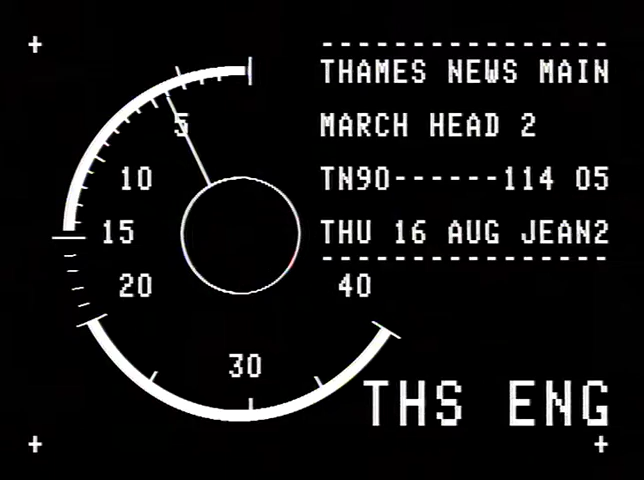 THAMES NEWS MAIN
MARCH HEAD 2
TN90------114 05
THU 16 AUG JEAN2
5
10
15
20
30
40
THS ENG